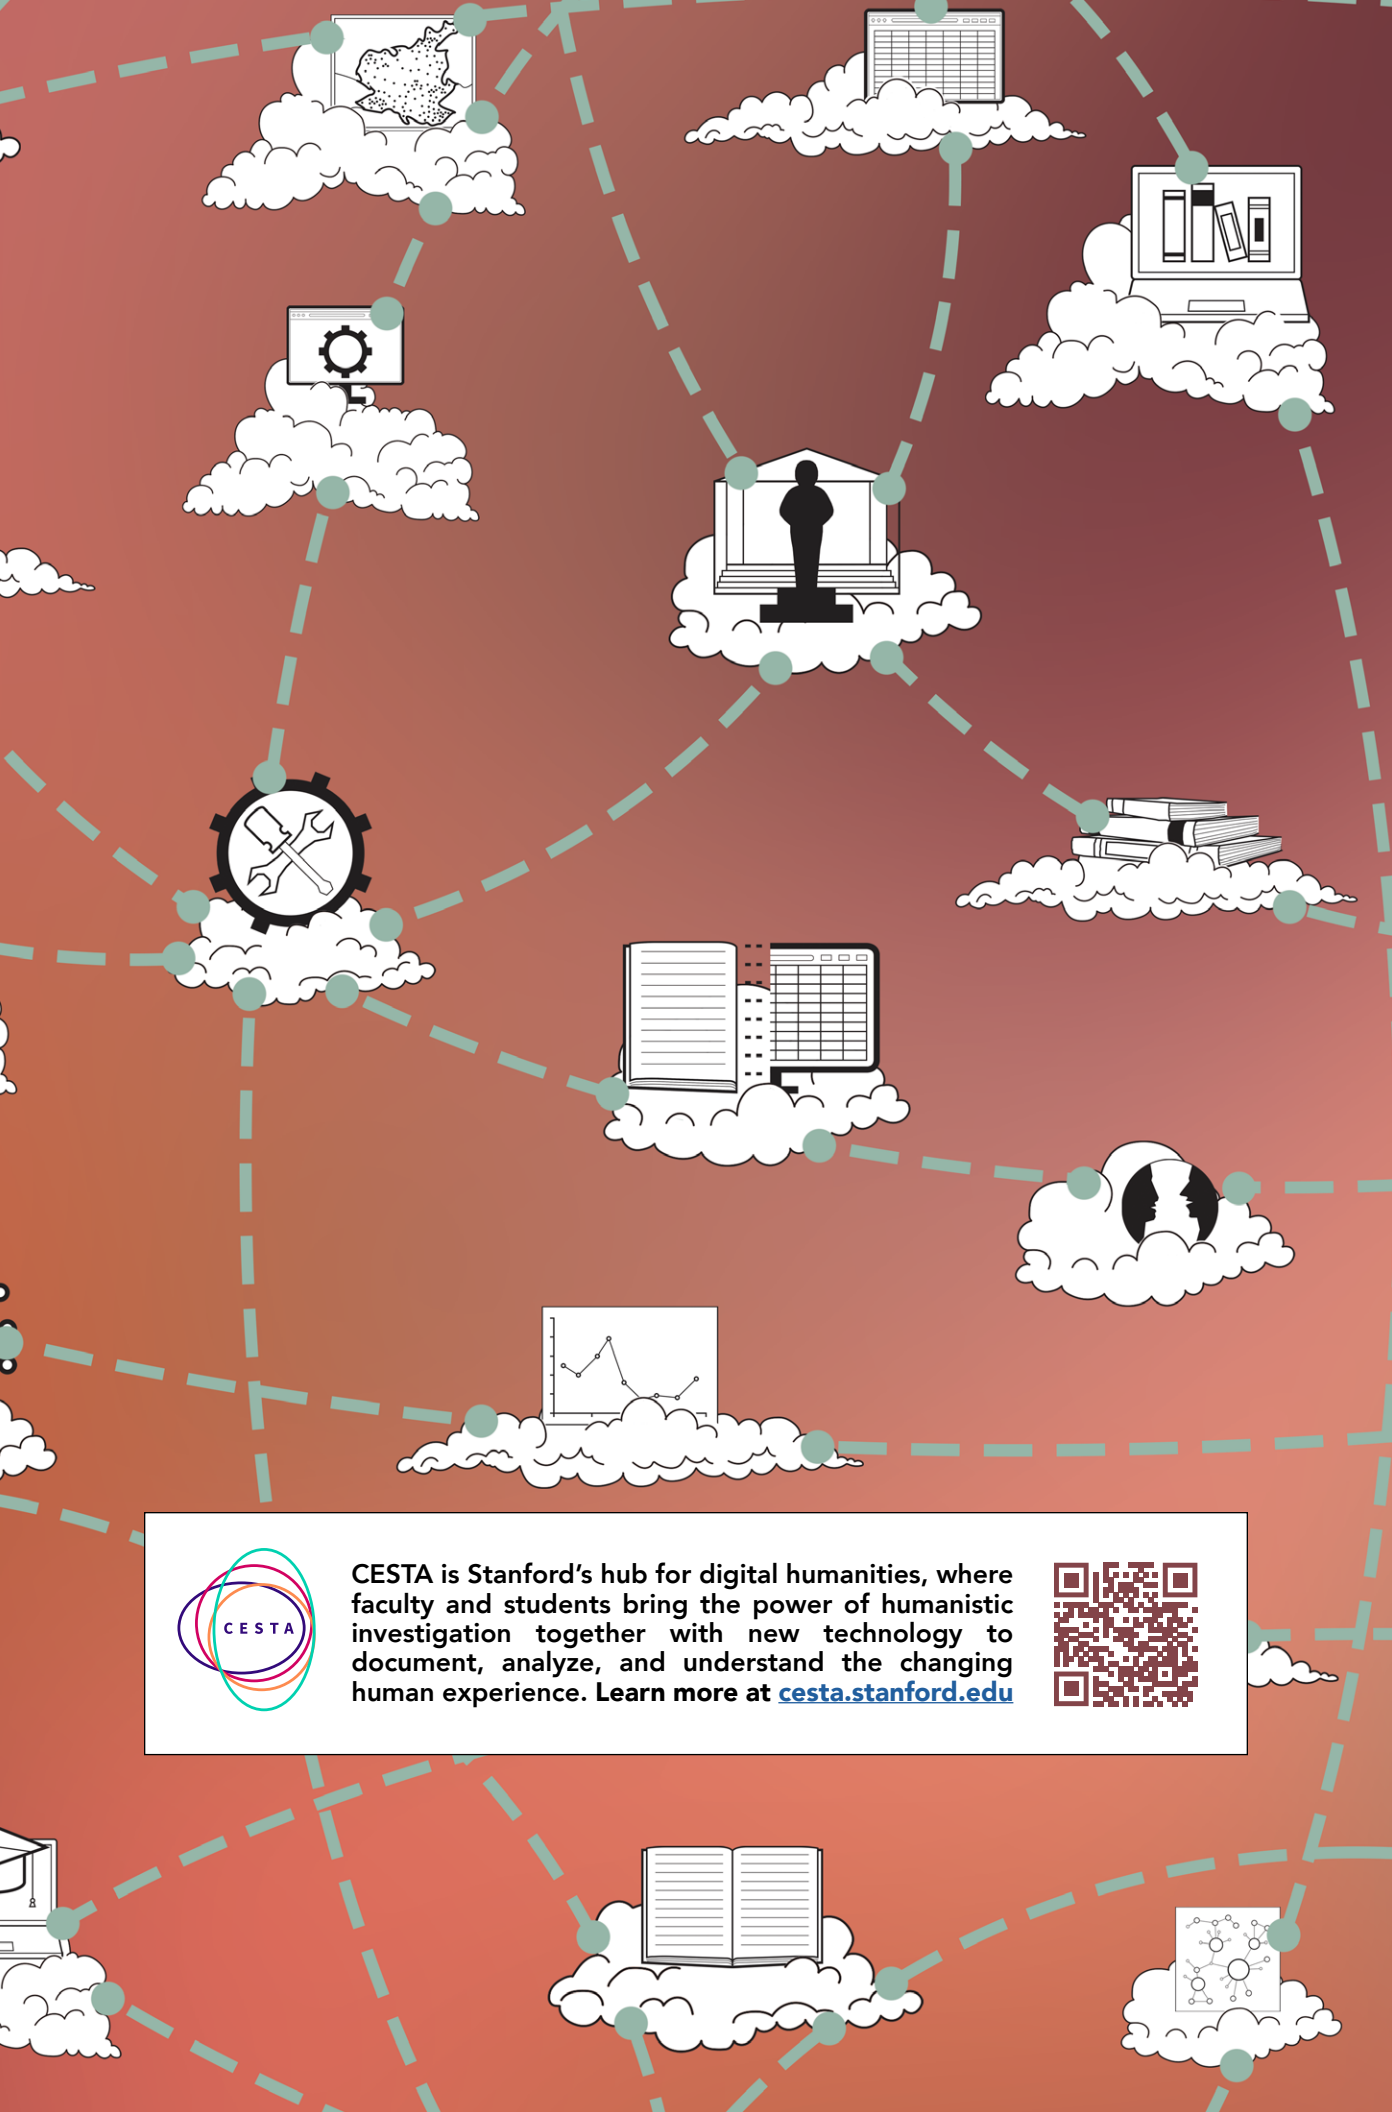 CESTA
CESTA is Stanford's hub for digital humanities, where
faculty and students bring the power of humanistic
investigation together with new technology to
document, analyze, and understand the changing
human experience. Learn more at cesta.stanford.edu